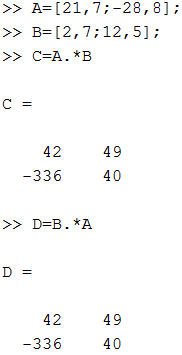 >> A=[21,7;-28,8];
>> B=[2,7;12,5];
>> C=A.*B
C =
42 49
-336 40
>> D=B.*A
D =
42 49
-336 40